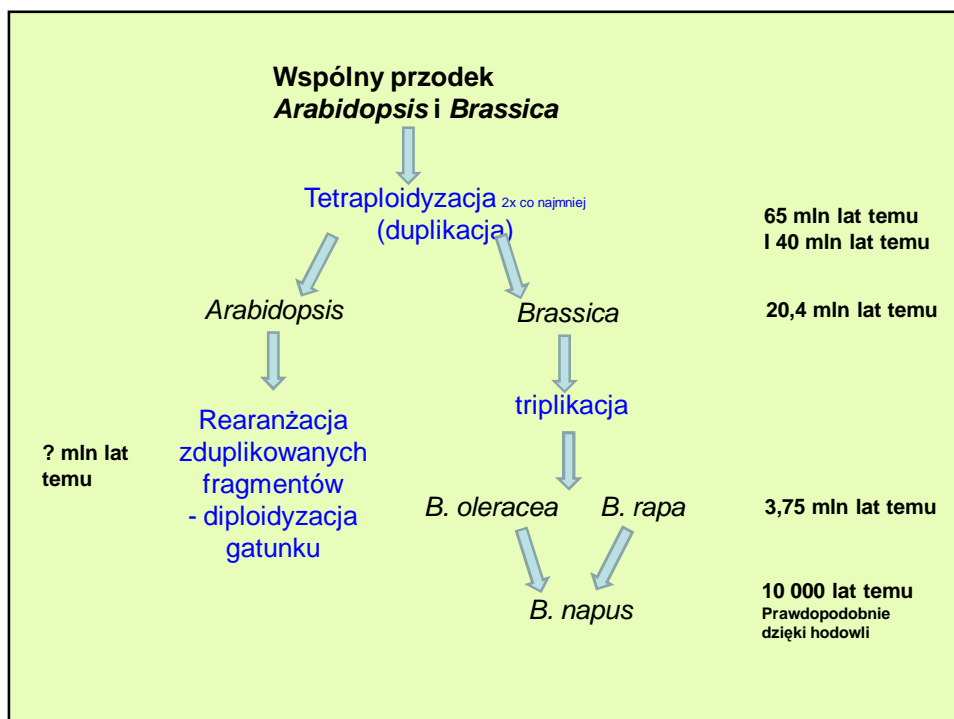 Wspólny przodek
Arabidopsis i Brassica
Tetraploidyzacja 2x co najmniej
(duplikacja)
65 mln lat temu
I 40 mln lat temu
Arabidopsis
Brassica
20,4 mln lat temu
triplikacja
Rearanżacja
zduplikowanych
fragmentów
- diploidyzacja
gatunku
? mln lat
temu
B. oleracea
B. rapa
3,75 mln lat temu
B. napus
10 000 lat temu
Prawdopodobnie
dzięki hodowli